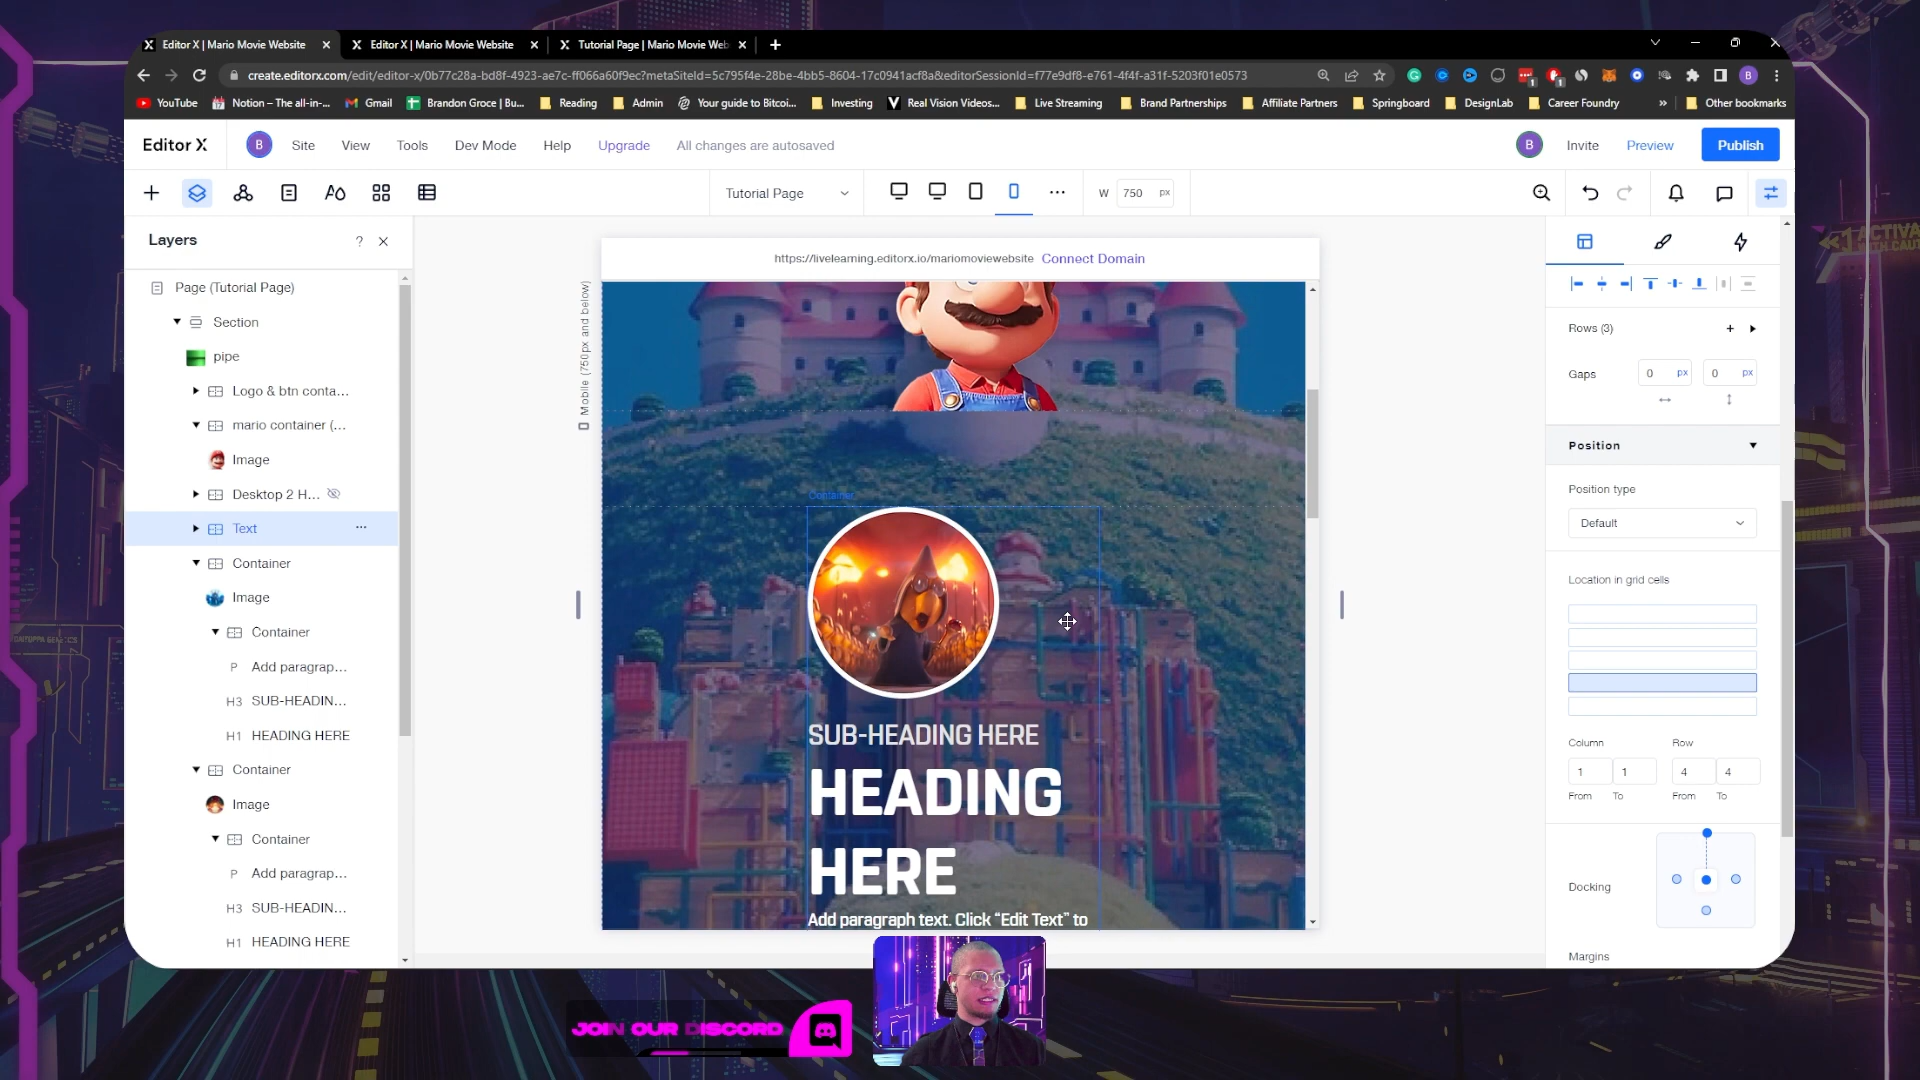 Editor X | Mario Movie Website
Editor X | Mario Movie Website
Tutorial Page | Mario Movie Web
create.editorx.com/edit/editor-x/0b77c28a-bd8f-4923-ae7c-ff066a60f9ec?metaSiteId=5c795f4e-28be-4bb5-8604-17c0941acf8a&editorSessionId=f77e9df8-e761-4f4f-a31f-5203f01e0573
YouTube
Notion – The all-in-...
Gmail
Brandon Groce | Bu...
Reading
Admin
Your guide to Bitcoi...
Investing
Real Vision Videos...
Live Streaming
Brand Partnerships
Affiliate Partners
Springboard
DesignLab
Career Foundry
»
Other bookmarks
Editor X
B
Site
View
Tools
Dev Mode
Help
Upgrade
All changes are autosaved
B
Invite
Preview
Publish
Tutorial Page
W 750 px
Layers
?
Page (Tutorial Page)
Section
pipe
Logo & btn conta...
mario container (...
Image
Desktop 2 H...
Text
Container
Image
Container
P Add paragrap...
H3 SUB-HEADIN...
H1 HEADING HERE
Container
Image
Container
P Add paragrap...
H3 SUB-HEADIN...
H1 HEADING HERE
https://livelearning.editorx.io/mariomoviewebsite Connect Domain
Mobile (750px and below)
Container
SUB-HEADING HERE
HEADING
HERE
Add paragraph text. Click “Edit Text” to
Rows (3)
Gaps 0 px 0 px
Position
Position type
Default
Location in grid cells
Column Row
1 1 4 4
From To From To
Docking
Margins
JOIN OUR DISCORD